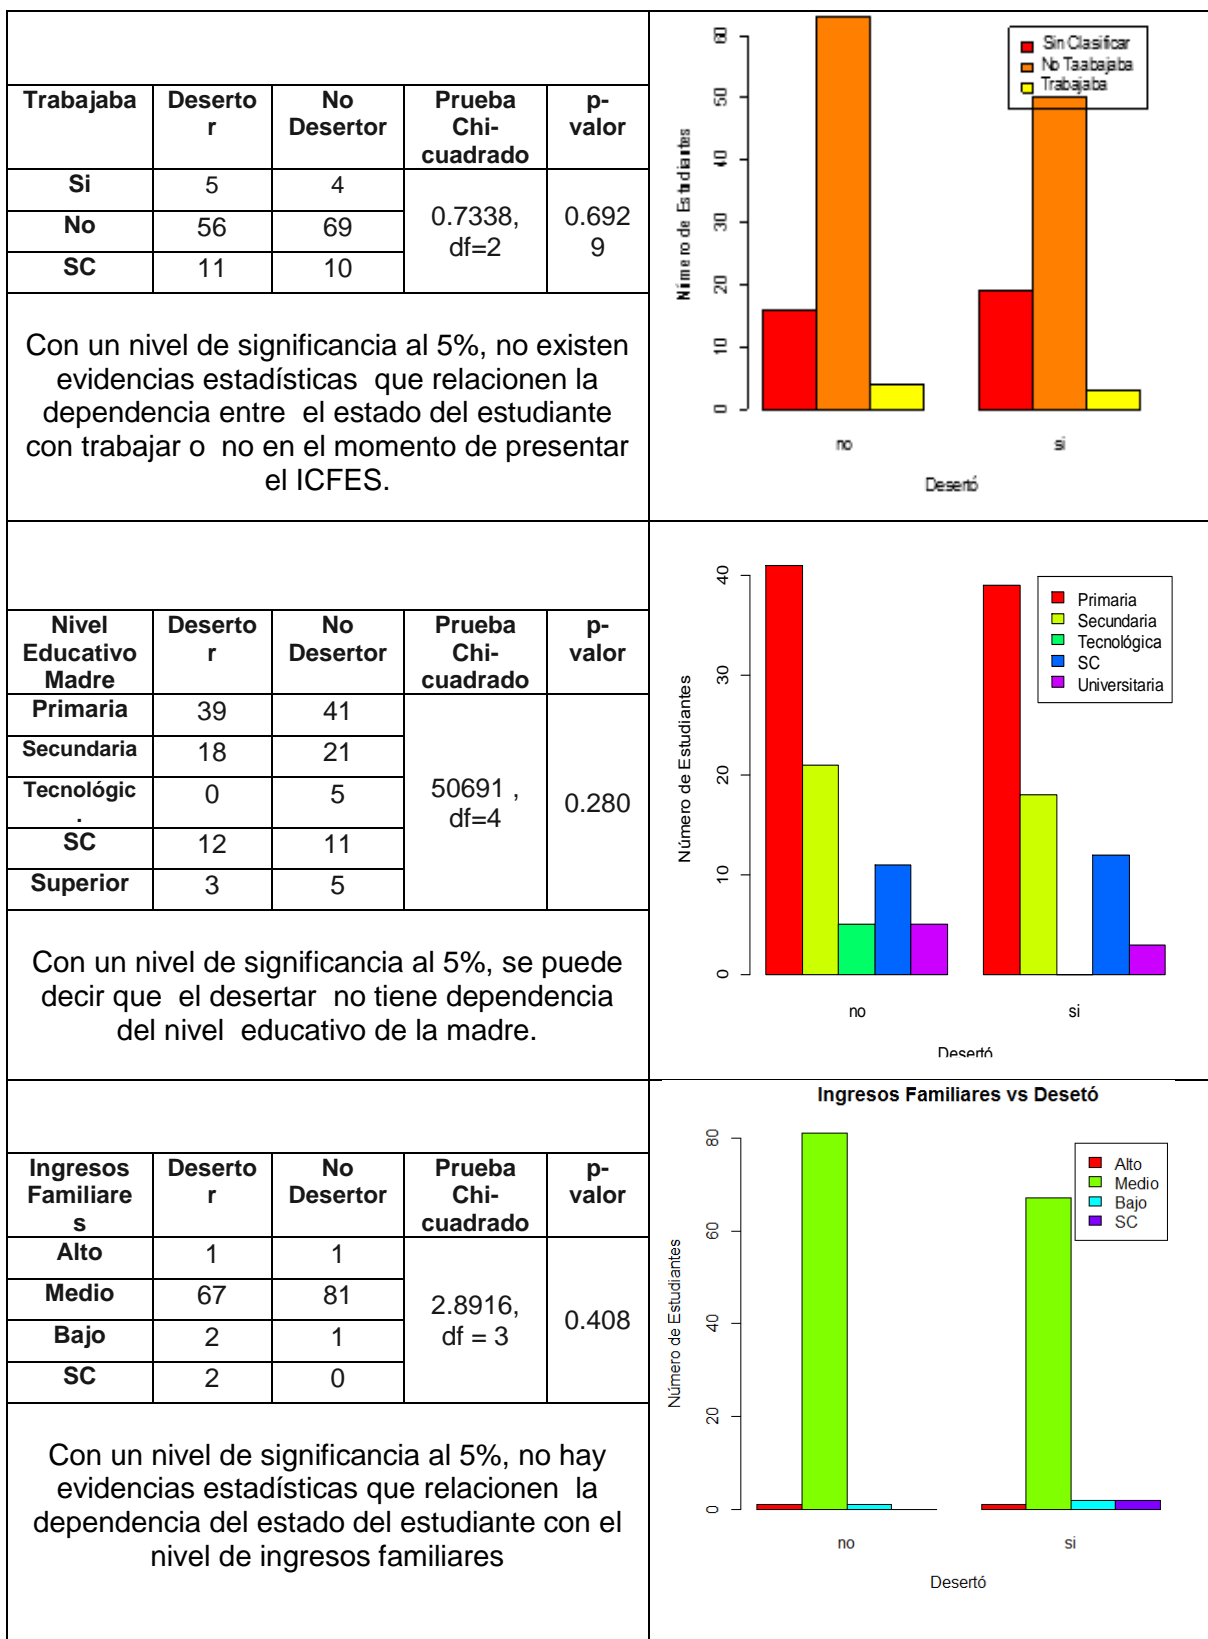 Trabajaba Deserto No Prueba p-
r Desertor Chi- valor
cuadrado
Si 5 4
No 56 69 0.7338, 0.692
df=2 9
SC 11 10
Con un nivel de significancia al 5%, no existen
evidencias estadísticas que relacionen la
dependencia entre el estado del estudiante
con trabajar o no en el momento de presentar
el ICFES.
Sin Clasificar
No Taabajaba
Trabajaba
Número de Estudiantes
60
50
40
30
20
10
0
no si
Desertó
Nivel Deserto No Prueba p-
Educativo r Desertor Chi- valor
Madre cuadrado
Primaria 39 41
Secundaria 18 21
Tecnológic 0 5 50691 , 0.280
. df=4
SC 12 11
Superior 3 5
Con un nivel de significancia al 5%, se puede
decir que el desertar no tiene dependencia
del nivel educativo de la madre.
Primaria
Secundaria
Tecnológica
SC
Universitaria
Número de Estudiantes
40
30
20
10
0
no si
Desertó
Ingresos Deserto No Prueba p-
Familiare r Desertor Chi- valor
s cuadrado
Alto 1 1
Medio 67 81 2.8916, 0.408
Bajo 2 1 df = 3
SC 2 0
Con un nivel de significancia al 5%, no hay
evidencias estadísticas que relacionen la
dependencia del estado del estudiante con el
nivel de ingresos familiares
Ingresos Familiares vs Desetó
Alto
Medio
Bajo
SC
Número de Estudiantes
80
60
40
20
0
no si
Desertó